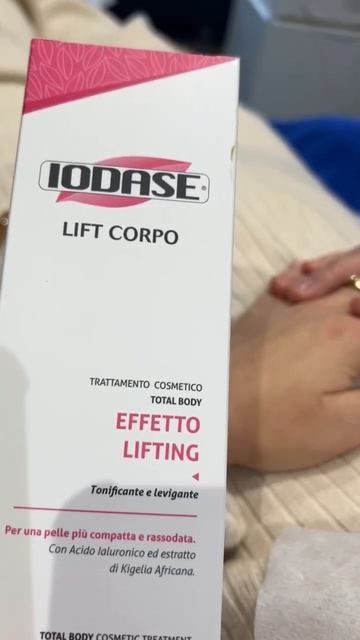 IODASE®
LIFT CORPO
TRATTAMENTO COSMETICO
TOTAL BODY
EFFETTO
LIFTING
Tonificante e levigante
Per una pelle più compatta e rassodata.
Con Acido Ialuronico ed estratto
di Kigelia Africana.
TOTAL BODY COSMETIC TREATMENT